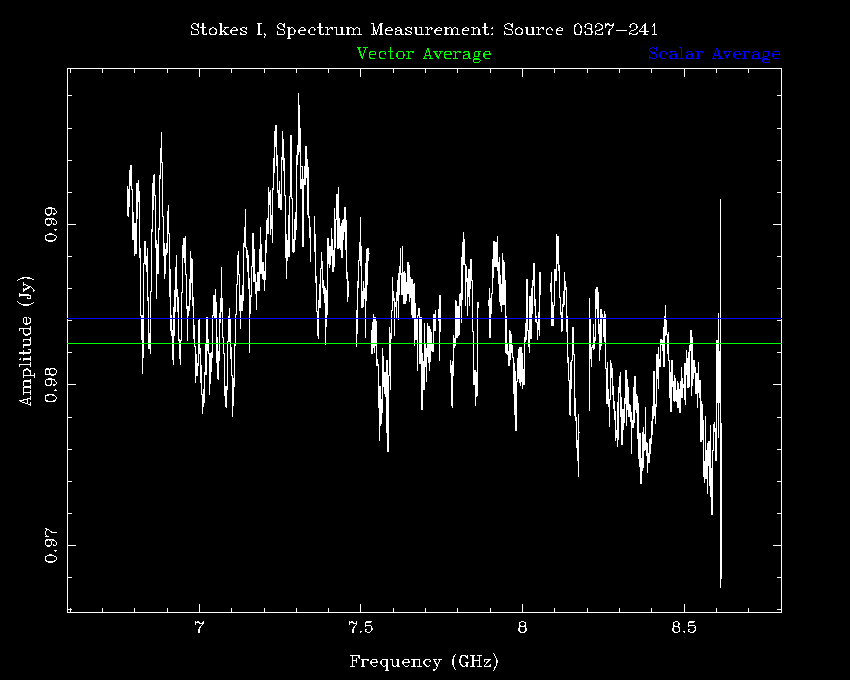 Stokes I, Spectrum Measurement: Source 0327−241
Vector Average Scalar Average
0.99
0.98
0.97
Amplitude (Jy)
7 7.5 8 8.5
Frequency (GHz)